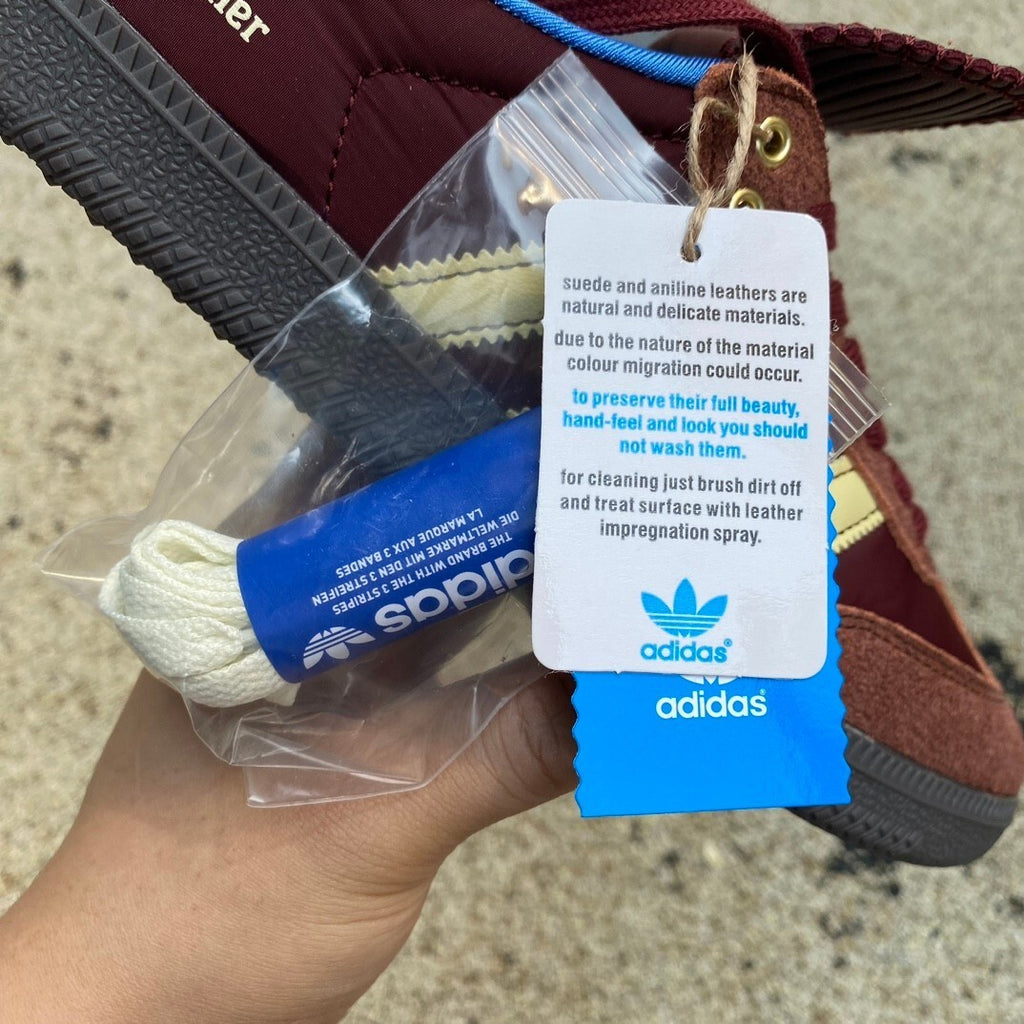 suede and aniline leathers are
natural and delicate materials.
due to the nature of the material
colour migration could occur.
to preserve their full beauty,
hand-feel and look you should
not wash them.
for cleaning just brush dirt off
and treat surface with leather
impregnation spray.
adidas
adidas
adidas
THE BRAND WITH THE 3 STRIPES
DIE WELTMARKE MIT DEN 3 STREIFEN
LA MARQUE AUX 3 BANDES